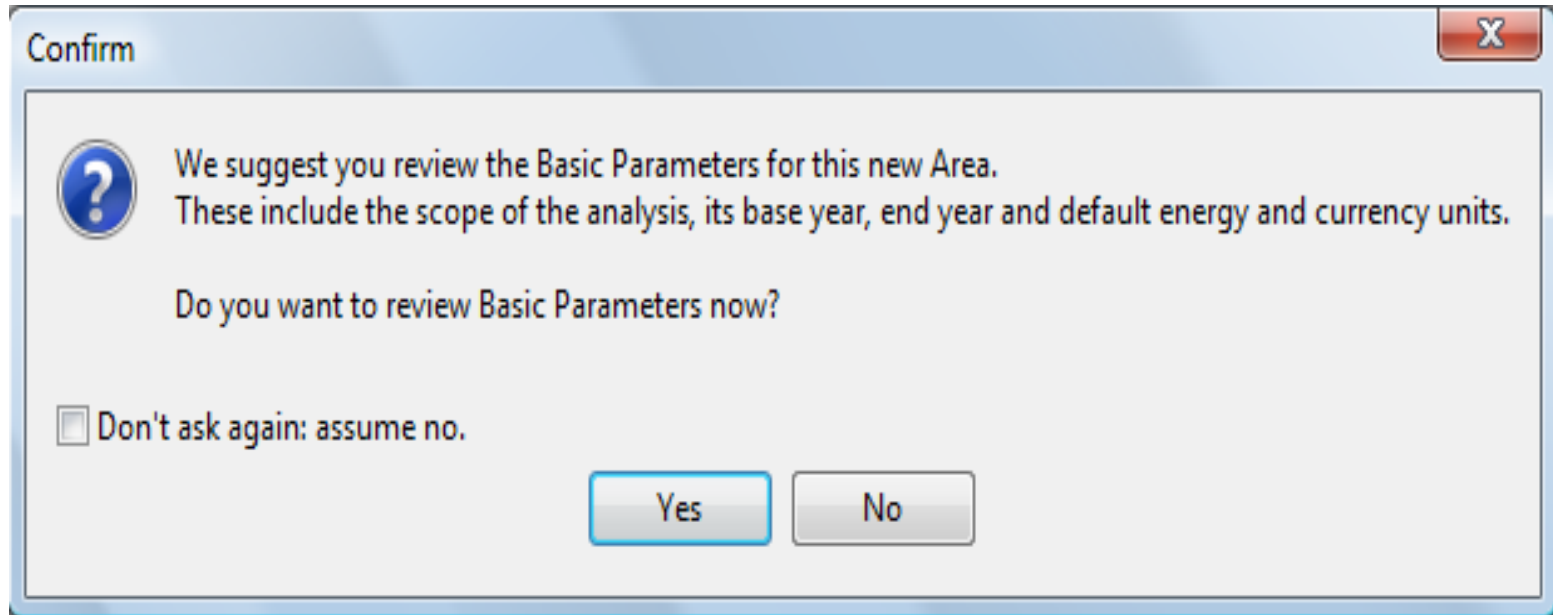 Confirm
We suggest you review the Basic Parameters for this new Area.
These include the scope of the analysis, its base year, end year and default energy and currency units.
Do you want to review Basic Parameters now?
Don't ask again: assume no.
Yes No